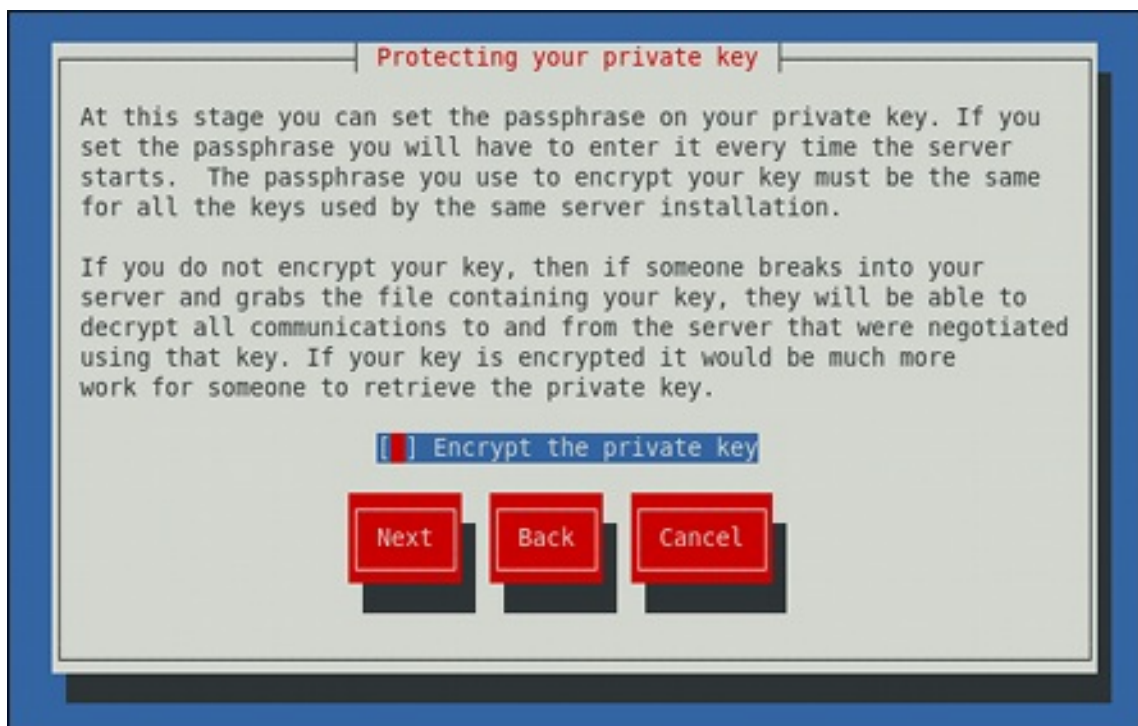 Protecting your private key
At this stage you can set the passphrase on your private key. If you
set the passphrase you will have to enter it every time the server
starts.  The passphrase you use to encrypt your key must be the same
for all the keys used by the same server installation.
If you do not encrypt your key, then if someone breaks into your
server and grabs the file containing your key, they will be able to
decrypt all communications to and from the server that were negotiated
using that key. If your key is encrypted it would be much more
work for someone to retrieve the private key.
[ ] Encrypt the private key
Next Back Cancel